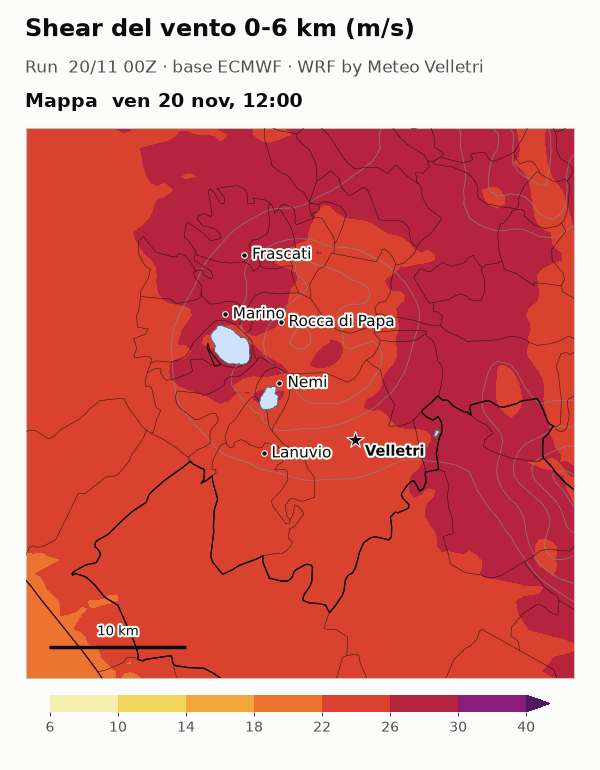 Shear del vento 0-6 km (m/s)
Run  20/11 00Z · base ECMWF · WRF by Meteo Velletri
Mappa  ven 20 nov, 12:00
Frascati
Marino
Rocca di Papa
Nemi
Velletri
Lanuvio
10 km
6 10 14 18 22 26 30 40